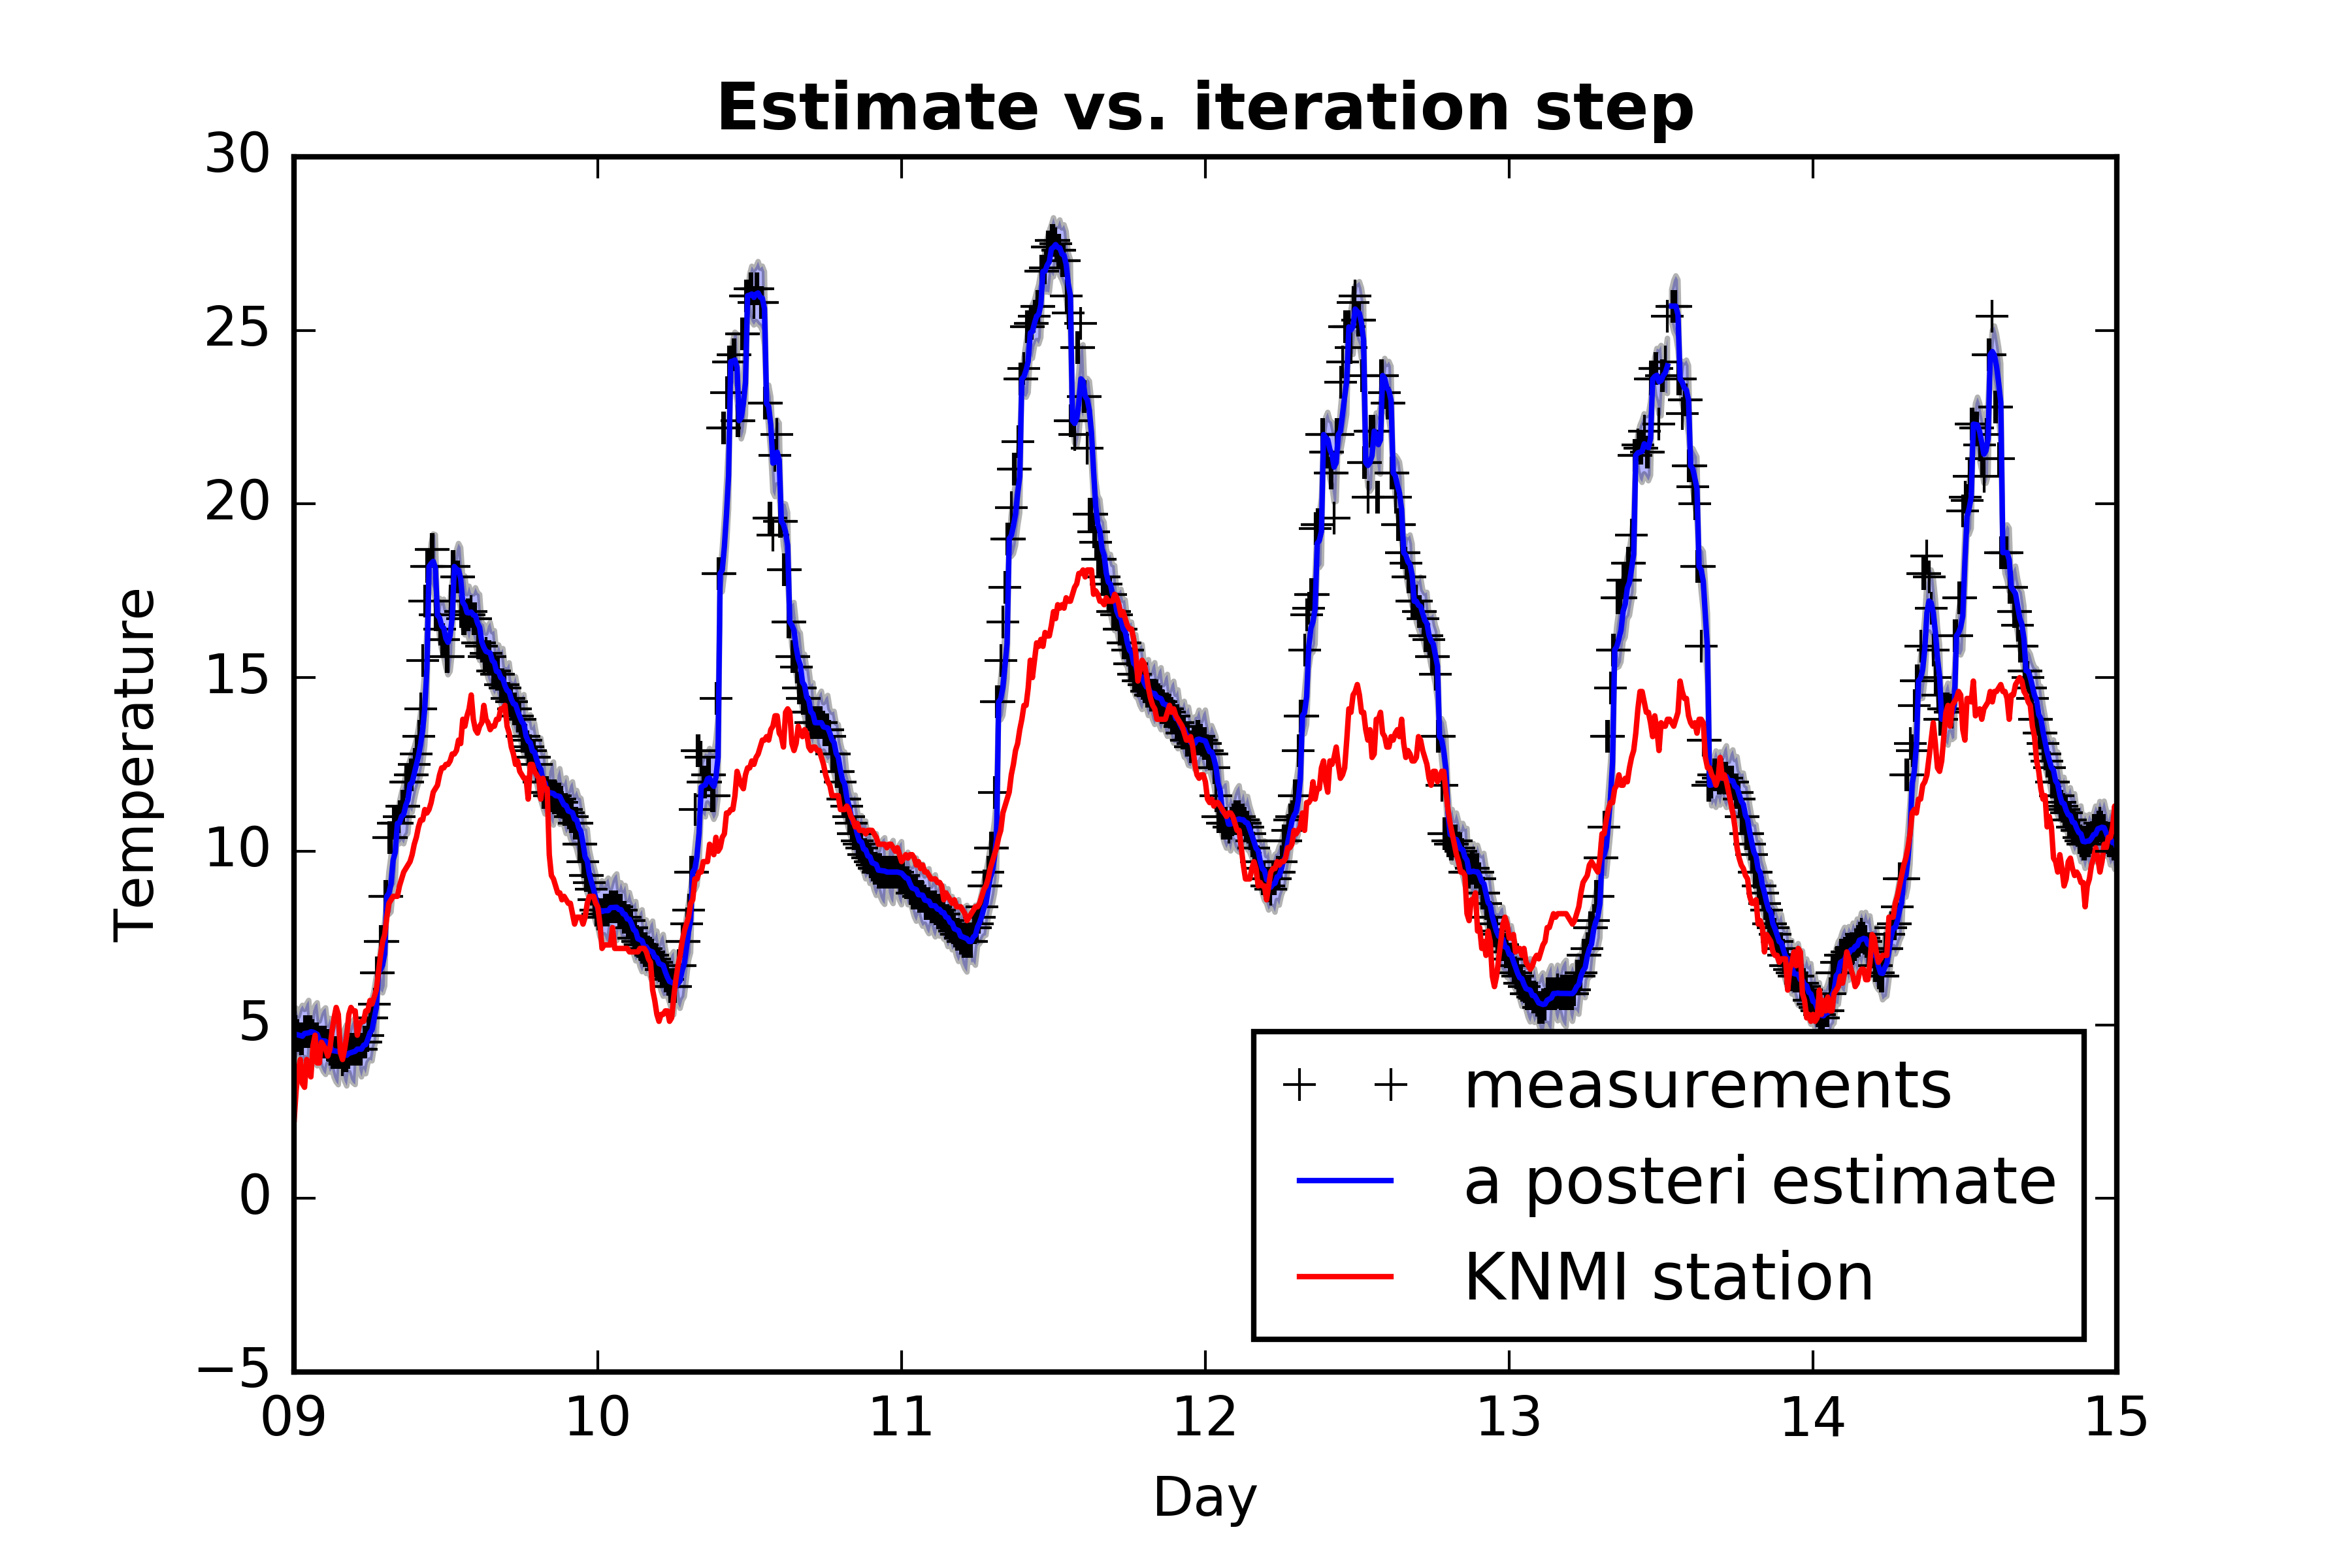 Estimate vs. iteration step
30
25
20
15
10
5
0
−5
Temperature
measurements
a posteri estimate
KNMI station
09 10 11 12 13 14 15
Day